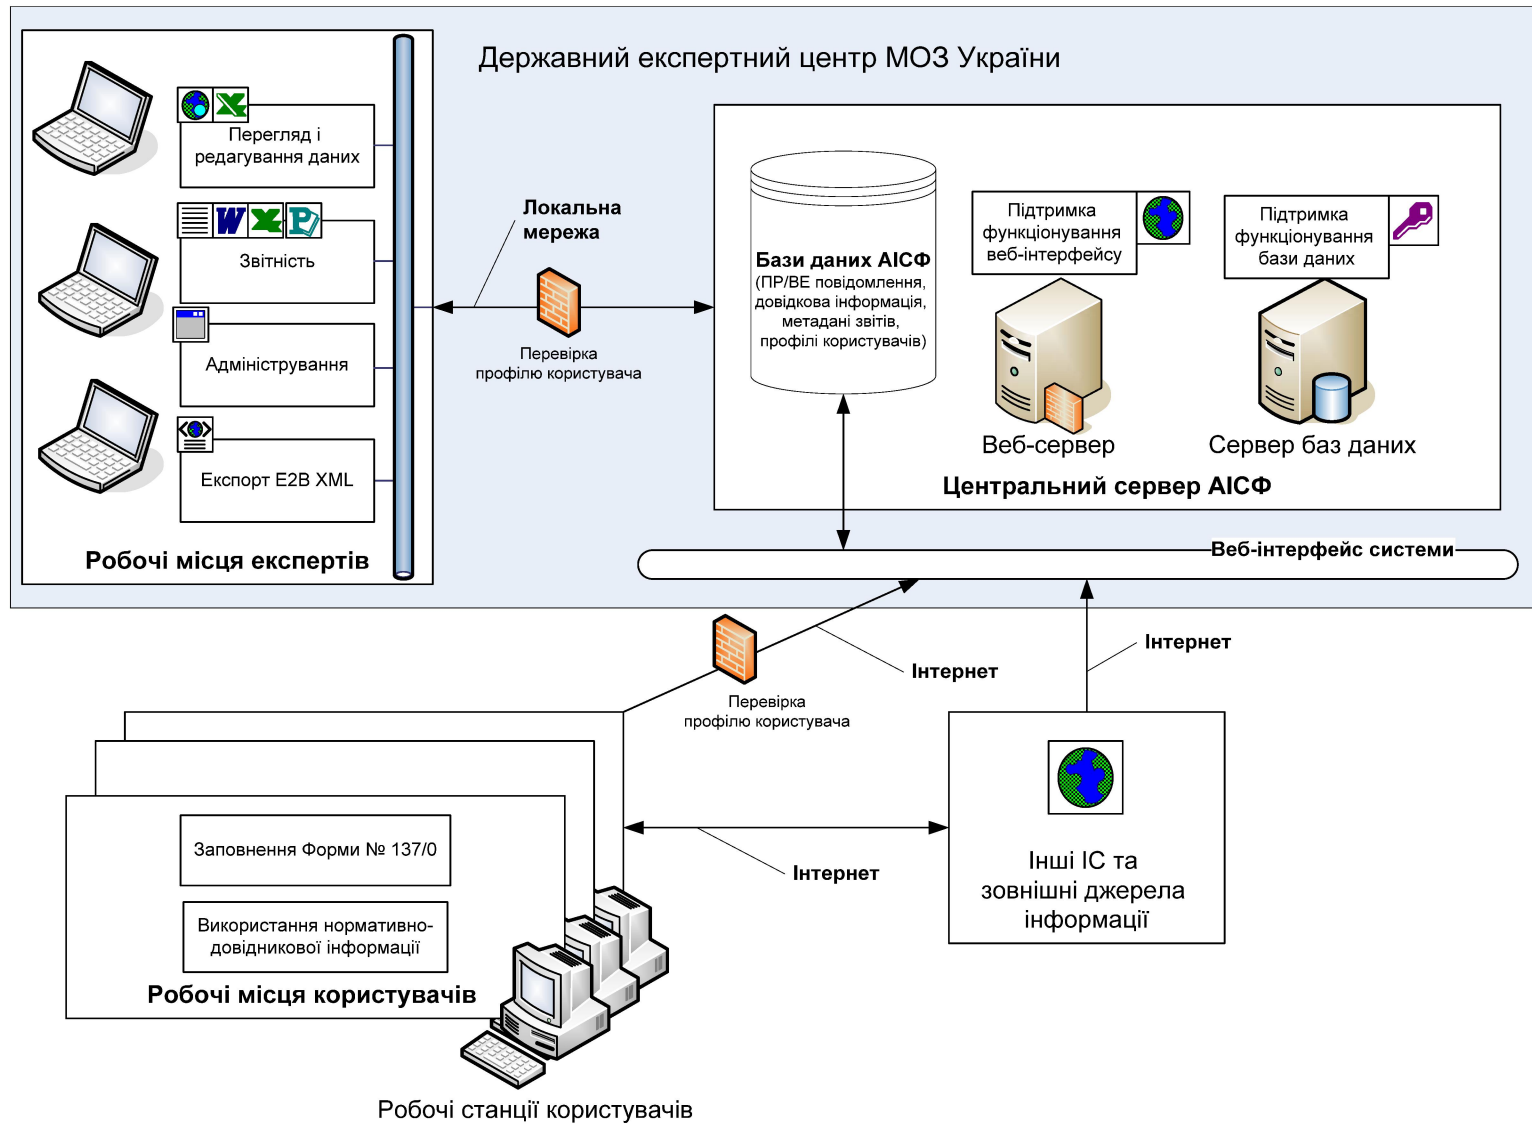 Державний експертний центр МОЗ України
Перегляд і
редагування даних
Звітність
Адміністрування
Експорт E2B XML
Робочі місця експертів
Локальна
мережа
Перевірка
профілю користувача
Бази даних АІСФ
(ПР/ВЕ повідомлення,
довідкова інформація,
метадані звітів,
профілі користувачів)
Підтримка
функціонування
веб-інтерфейсу
Веб-сервер
Підтримка
функціонування
бази даних
Сервер баз даних
Центральний сервер АІСФ
Веб-інтерфейс системи
Інтернет
Інтернет
Перевірка
профілю користувача
Заповнення Форми № 137/0
Використання нормативно-
довідникової інформації
Робочі місця користувачів
Інтернет
Інші ІС та
зовнішні джерела
інформації
Робочі станції користувачів